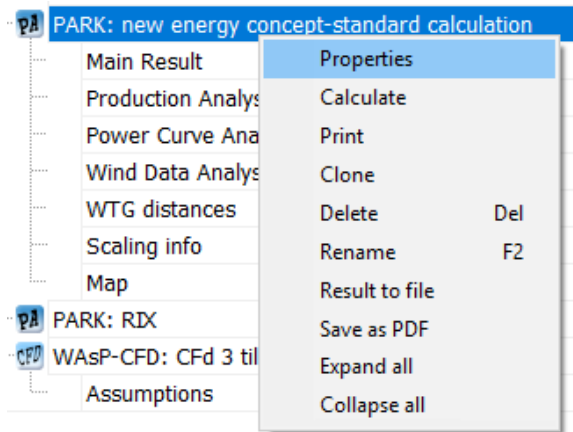 PA PARK: new energy concept-standard calculation
Main Result
Production Analys
Power Curve Ana
Wind Data Analys
WTG distances
Scaling info
Map
PA PARK: RIX
CFD WAsP-CFD: CFd 3 til
Assumptions
Properties
Calculate
Print
Clone
Delete Del
Rename F2
Result to file
Save as PDF
Expand all
Collapse all